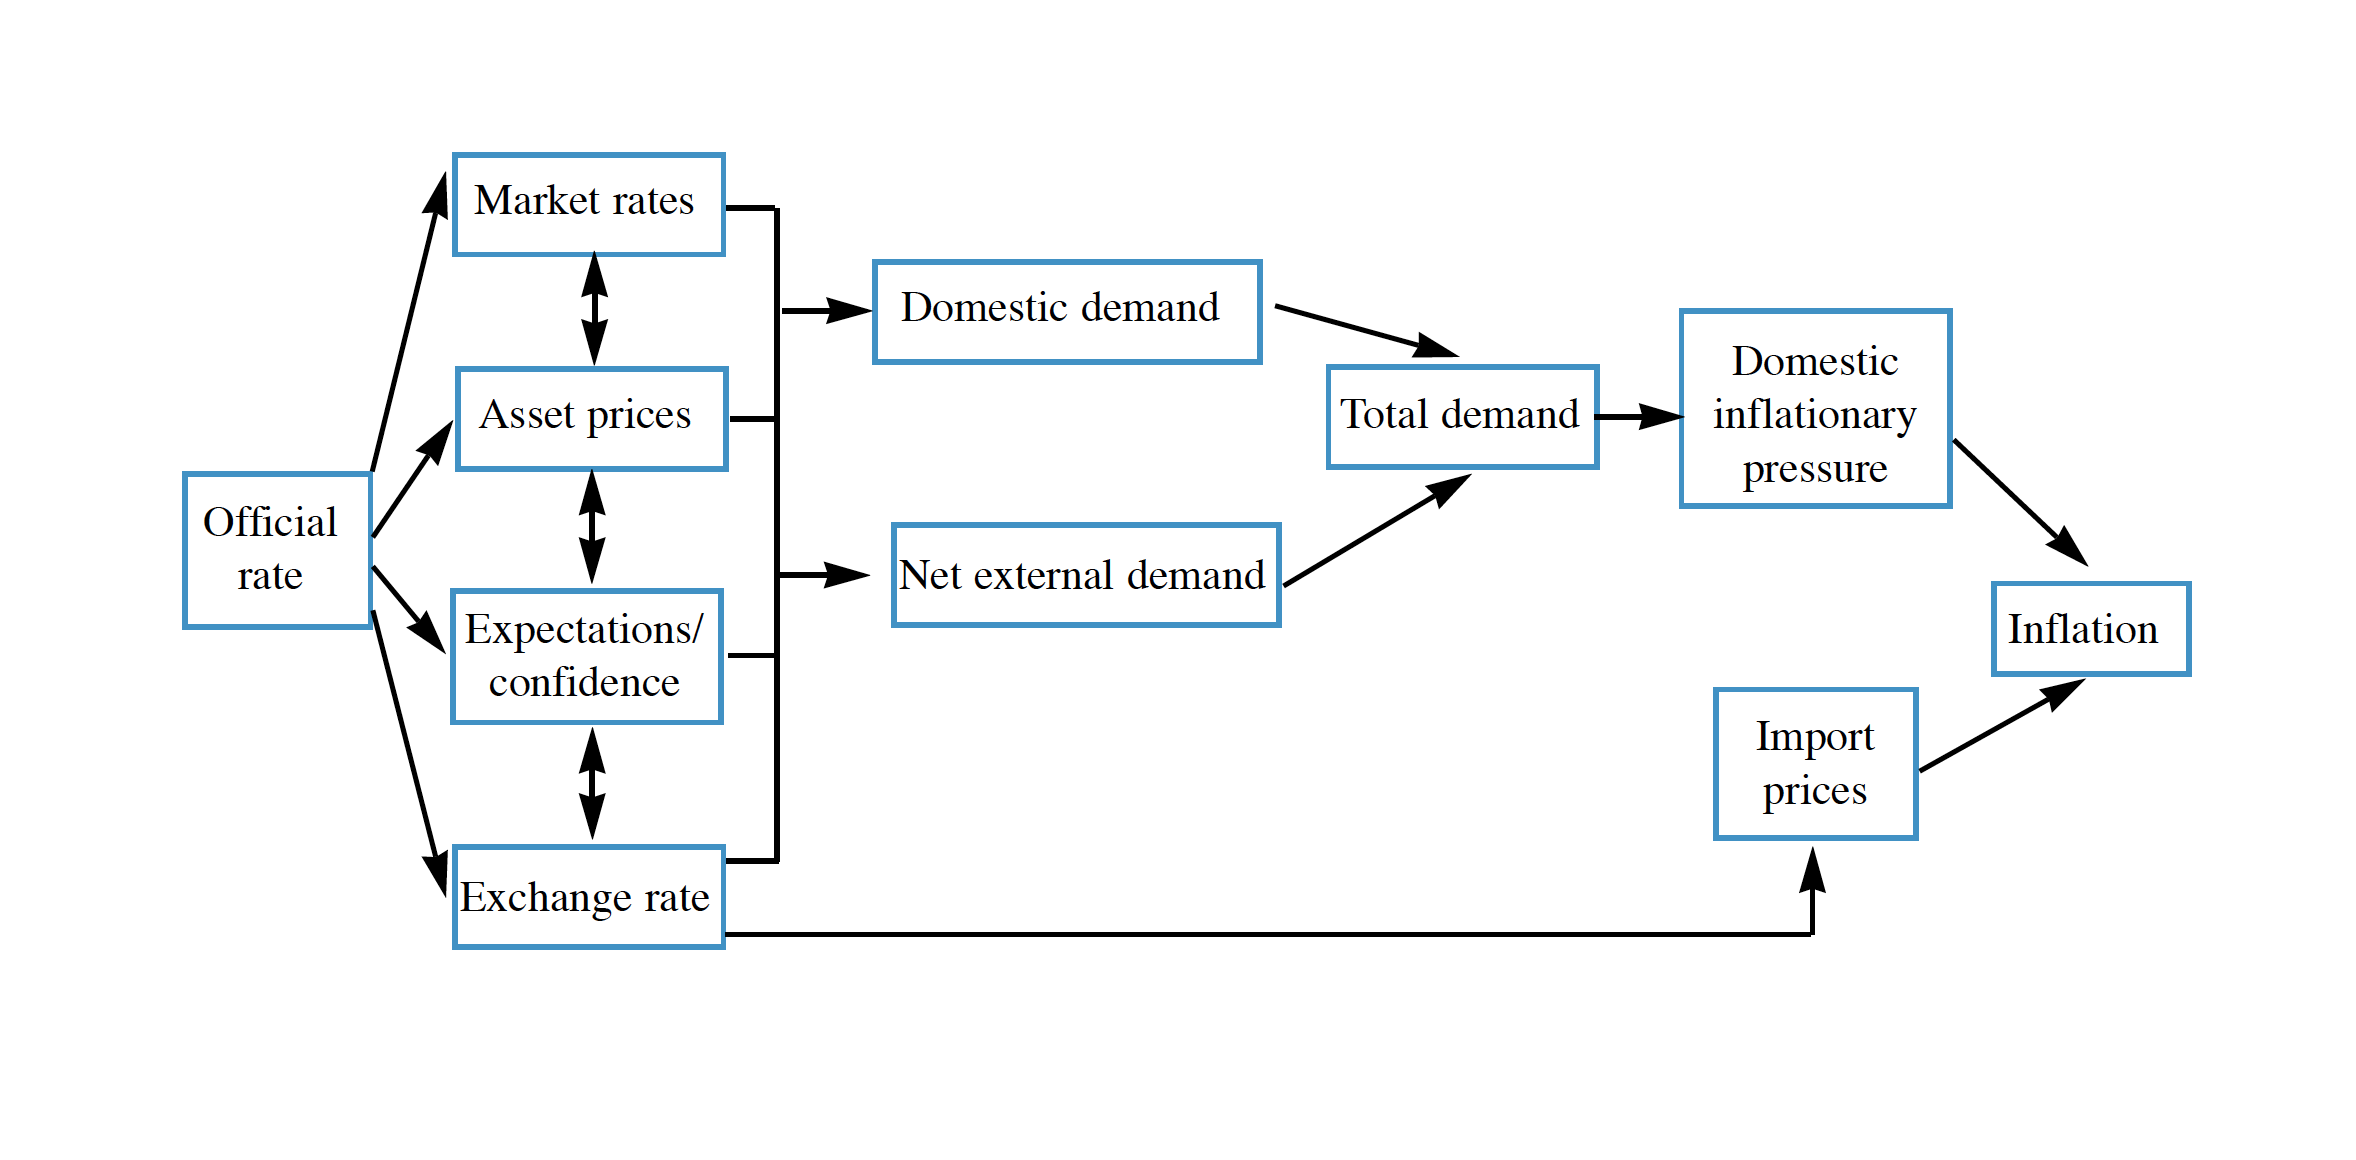 Market rates
Asset prices
Official
rate
Expectations/
confidence
Exchange rate
Domestic demand
Net external demand
Total demand
Domestic
inflationary
pressure
Import
prices
Inflation